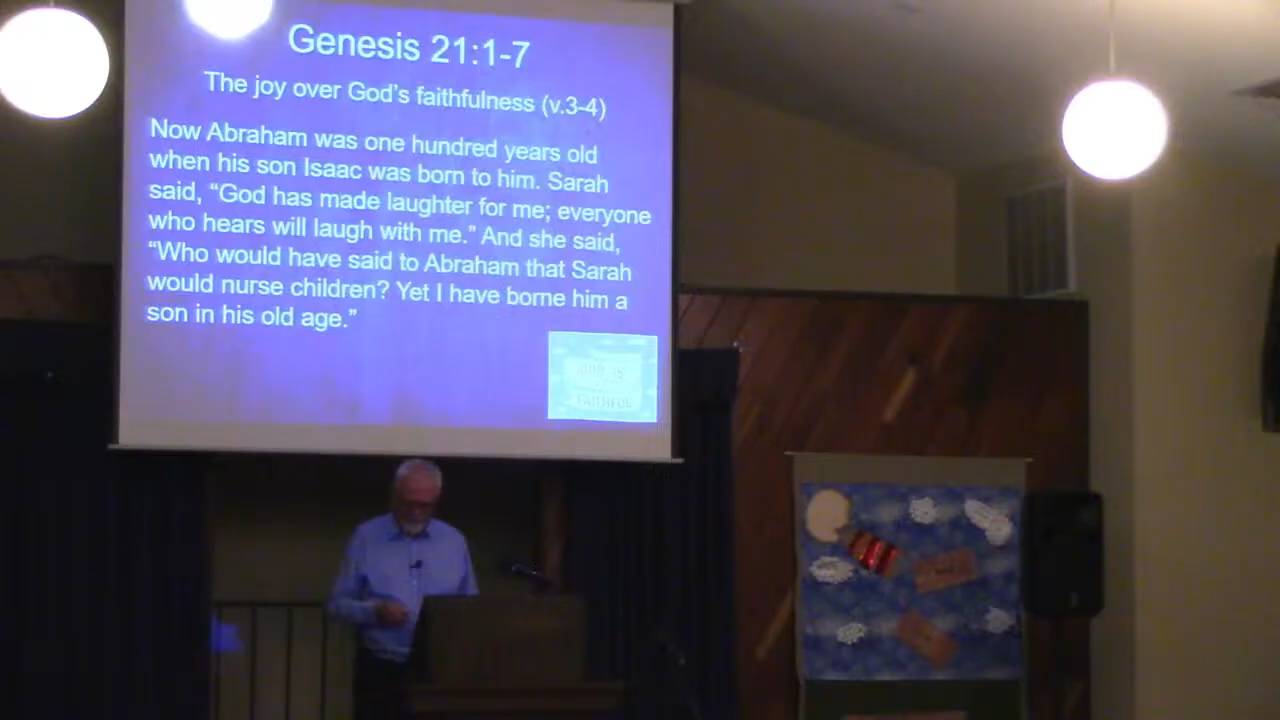 Genesis 21:1-7
The joy over God's faithfulness (v.3-4)
Now Abraham was one hundred years old
when his son Isaac was born to him. Sarah
said, “God has made laughter for me; everyone
who hears will laugh with me.” And she said,
“Who would have said to Abraham that Sarah
would nurse children? Yet I have borne him a
son in his old age.”
GOD IS
FAITHFUL